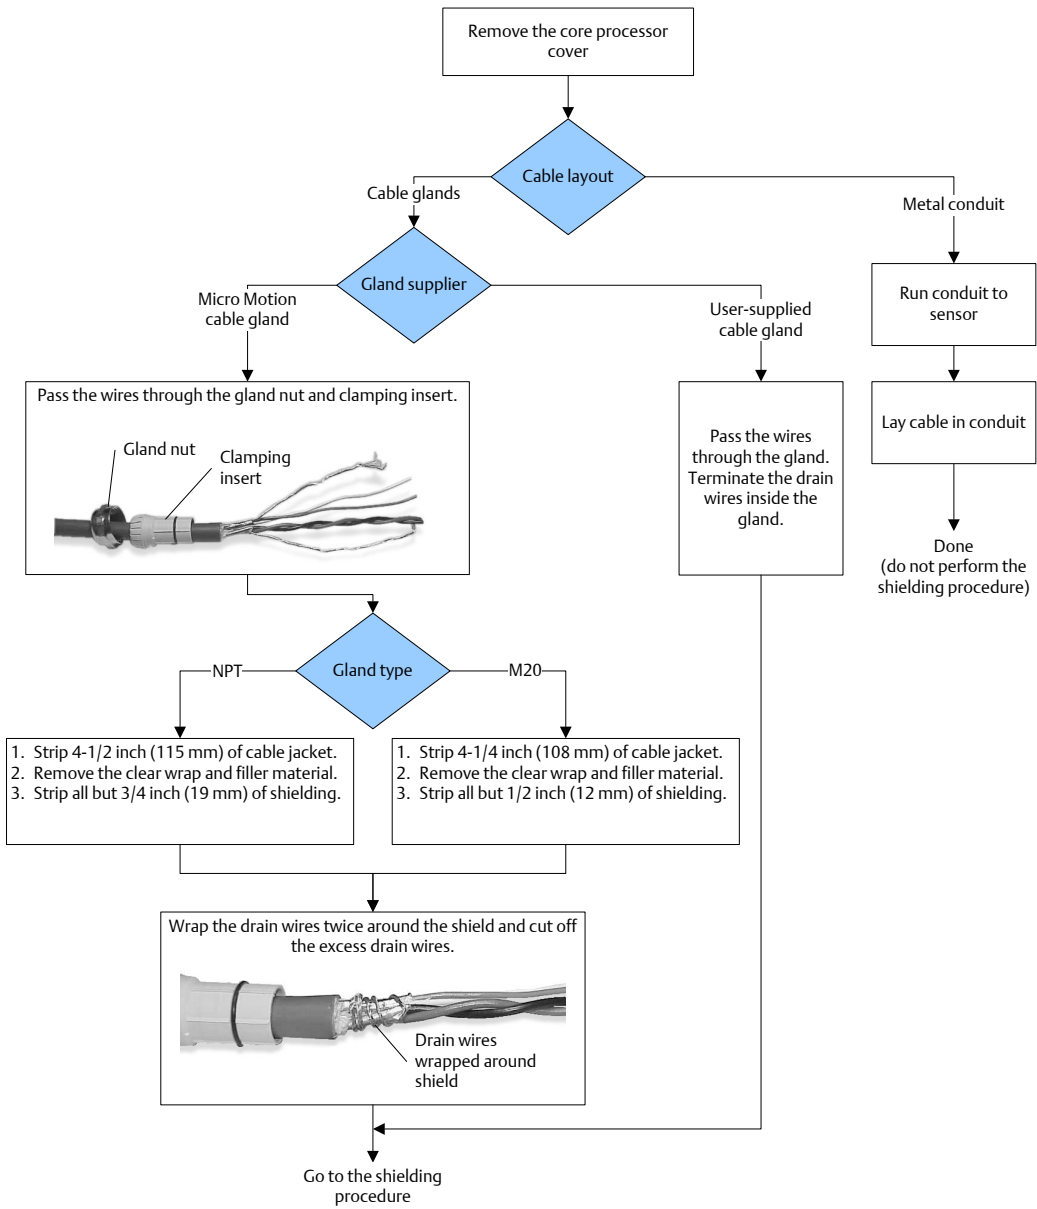 Remove the core processor
cover
Cable layout
Cable glands
Metal conduit
Gland supplier
Micro Motion
cable gland
User-supplied
cable gland
Run conduit to
sensor
Pass the wires through the gland nut and clamping insert.
Gland nut
Clamping
insert
Pass the wires
through the gland.
Terminate the drain
wires inside the
gland.
Lay cable in conduit
Done
(do not perform the
shielding procedure)
Gland type
NPT
M20
1. Strip 4-1/2 inch (115 mm) of cable jacket.
2. Remove the clear wrap and filler material.
3. Strip all but 3/4 inch (19 mm) of shielding.
1. Strip 4-1/4 inch (108 mm) of cable jacket.
2. Remove the clear wrap and filler material.
3. Strip all but 1/2 inch (12 mm) of shielding.
Wrap the drain wires twice around the shield and cut off
the excess drain wires.
Drain wires
wrapped around
shield
Go to the shielding
procedure